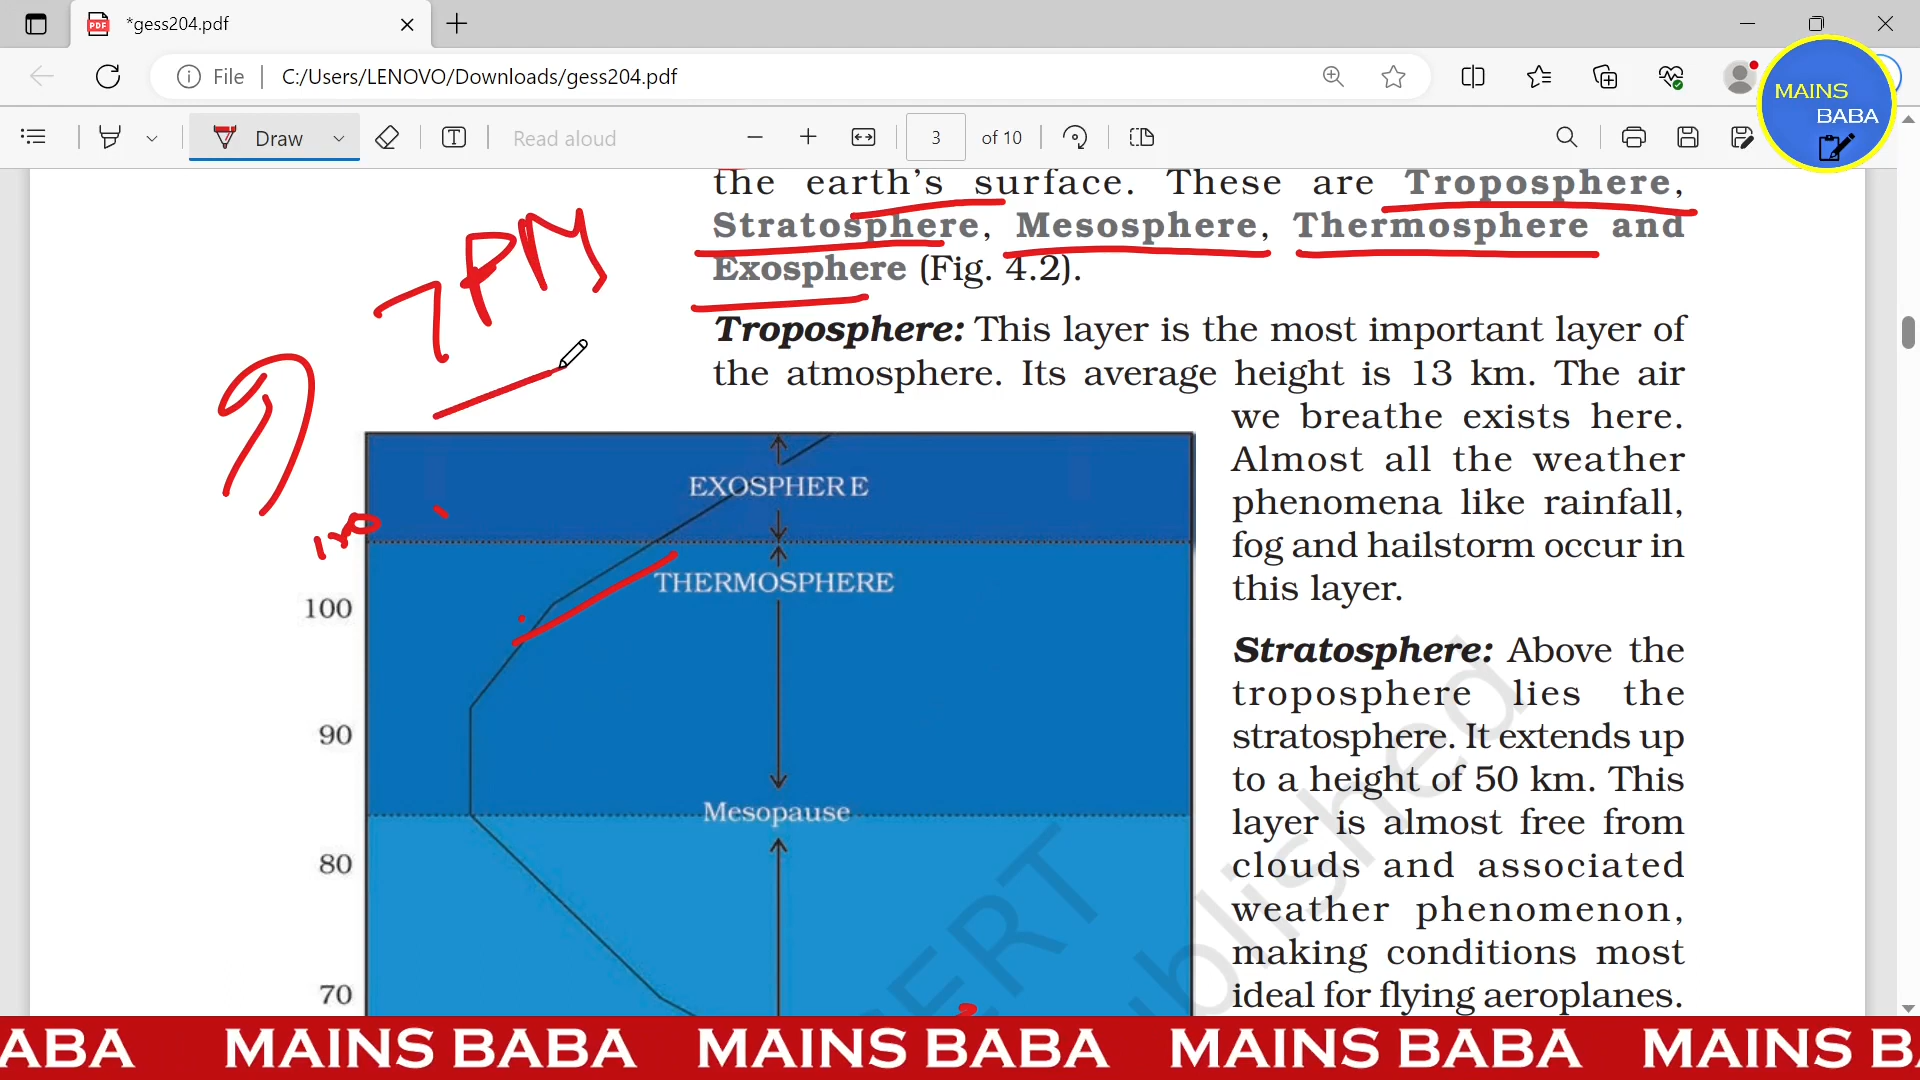 *gess204.pdf
File
C:/Users/LENOVO/Downloads/gess204.pdf
MAINS
BABA
Draw
Read aloud
3
of 10
the earth's surface. These are Troposphere,
Stratosphere, Mesosphere, Thermosphere and
Exosphere (Fig. 4.2).
7 PM
Troposphere: This layer is the most important layer of
the atmosphere. Its average height is 13 km. The air
we breathe exists here.
Almost all the weather
phenomena like rainfall,
fog and hailstorm occur in
this layer.
Stratosphere: Above the
troposphere lies the
stratosphere. It extends up
to a height of 50 km. This
layer is almost free from
clouds and associated
weather phenomenon,
making conditions most
ideal for flying aeroplanes.
EXOSPHERE
THERMOSPHERE
100
90
Mesopause
80
70
ABA MAINS BABA MAINS BABA MAINS BABA MAINS B